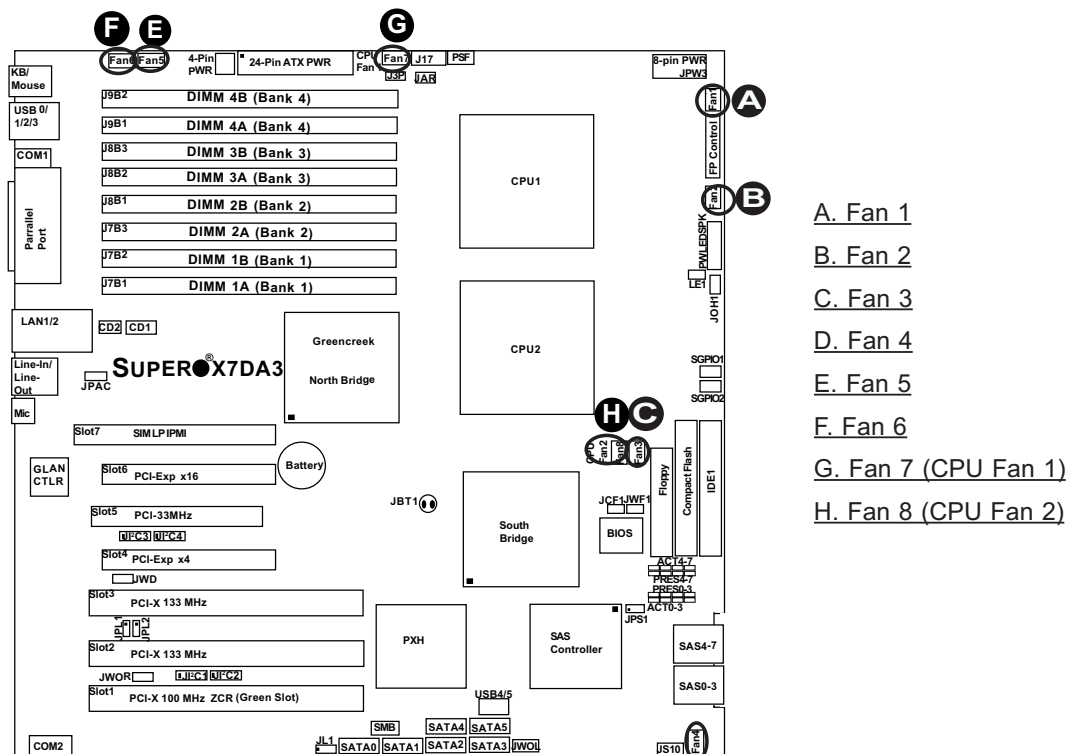 F
E
G
Fan6
Fan5
4-Pin
PWR
24-Pin ATX PWR
CPU
Fan
Fan7
J17
PSF
J3P
JAR
8-pin PWR
JPW3
KB/
Mouse
USB 0/
1/2/3
COM1
Parrallel
Port
J9B2 DIMM 4B (Bank 4)
J9B1 DIMM 4A (Bank 4)
J8B3 DIMM 3B (Bank 3)
J8B2 DIMM 3A (Bank 3)
J8B1 DIMM 2B (Bank 2)
J7B3 DIMM 2A (Bank 2)
J7B2 DIMM 1B (Bank 1)
J7B1 DIMM 1A (Bank 1)
CPU1
Fan1
A
FP Control
Fan2
B
PWLEDSPK
LE1
JOH1
LAN1/2
CD2
CD1
Greencreek
North Bridge
CPU2
SUPER®X7DA3
Line-In/
Line-
Out
JPAC
Mic
SGPIO1
SGPIO2
H
C
CPU
Fan2
Fan8
Fan3
Slot7 SIMLP IPMI
GLAN
CTLR
Slot6 PCI-Exp x16
Battery
Slot5 PCI-33MHz
JI²C3
JI²C4
Slot4 PCI-Exp x4
JWD
JBT1
South
Bridge
JCF1
JWF1
BIOS
Floppy
Compact Flash
IDE1
ACT4-7
PRES4-7
PRES0-3
ACT0-3
JPS1
Slot3
PCI-X 133 MHz
JPL1
JPL2
Slot2
PCI-X 133 MHz
JWOR
JI²C1
JI²C2
Slot1
PCI-X 100 MHz ZCR (Green Slot)
PXH
SAS
Controller
SAS4-7
SAS0-3
USB4/5
COM2
JL1
SMB
SATA0
SATA1
SATA4
SATA5
SATA2
SATA3
JWOL
JS10
Fan4
A. Fan 1
B. Fan 2
C. Fan 3
D. Fan 4
E. Fan 5
F. Fan 6
G. Fan 7 (CPU Fan 1)
H. Fan 8 (CPU Fan 2)